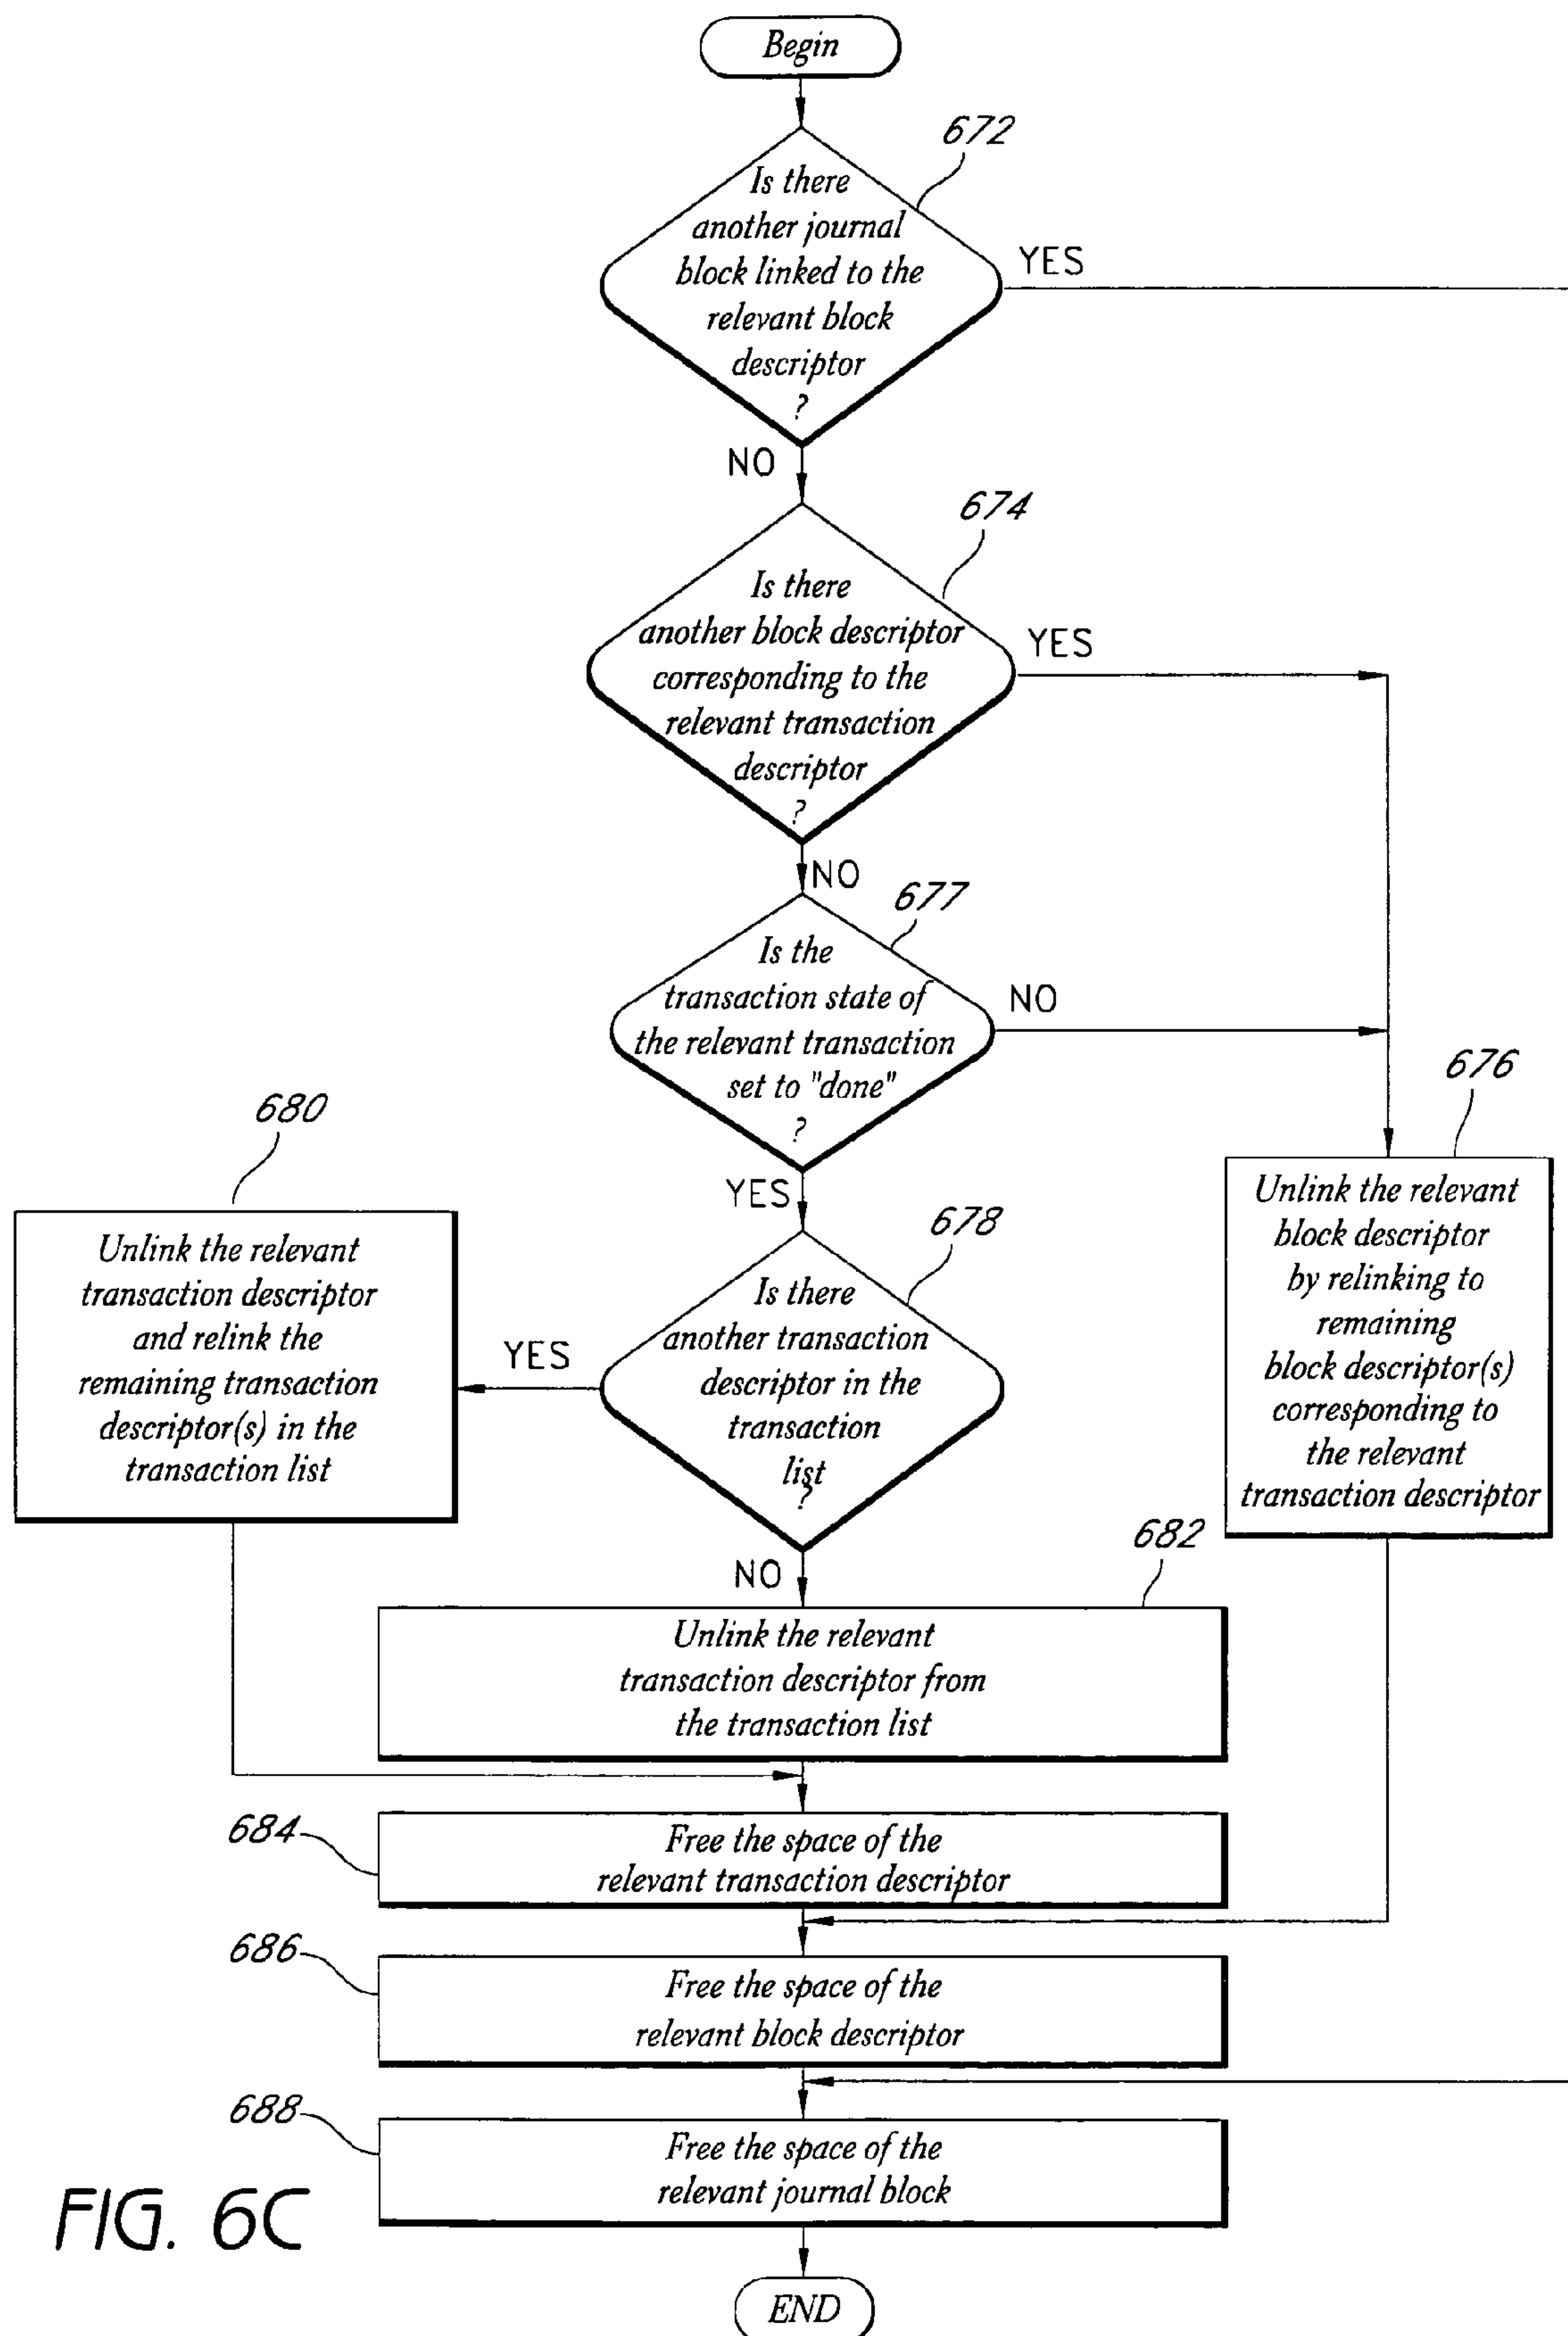 Begin
672
Is there
another journal
block linked to the
relevant block
descriptor
?
YES
NO
674
Is there
another block descriptor
corresponding to the
relevant transaction
descriptor
?
YES
NO
677
Is the
transaction state of
the relevant transaction
set to "done"
?
NO
YES
676
Unlink the relevant
block descriptor
by relinking to
remaining
block descriptor(s)
corresponding to
the relevant
transaction descriptor
680
Unlink the relevant
transaction descriptor
and relink the
remaining transaction
descriptor(s) in the
transaction list
678
Is there
another transaction
descriptor in the
transaction
list
?
YES
NO
682
Unlink the relevant
transaction descriptor from
the transaction list
684
Free the space of the
relevant transaction descriptor
686
Free the space of the
relevant block descriptor
688
Free the space of the
relevant journal block
FIG. 6C
END